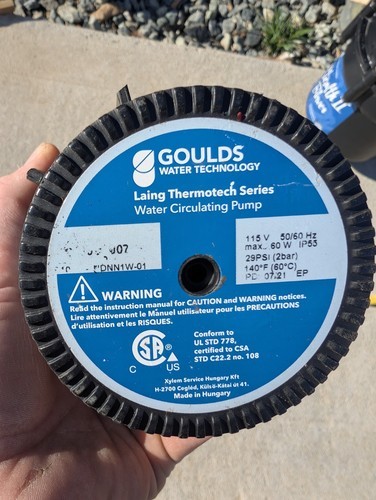 GOULDS
WATER TECHNOLOGY
Laing Thermotech Series
Water Circulating Pump
007
DNN1W-01
115 V 50/60 Hz
max.. 60 W IP55
29PSI (2bar)
140°F (60°C)
PD: 07.21 EP
WARNING
Read the instruction manual for CAUTION and WARNING notices.
Lire attentivement le Manuel utilisateur pour les PRECAUTIONS
d'utilisation et les RISQUES.
Conform to
UL STD 778,
certified to CSA
STD C22.2 no. 108
C US
Xylem Service Hungary Kft
H-2700 Cegléd, Külső-Kátai út 41.
Made in Hungary